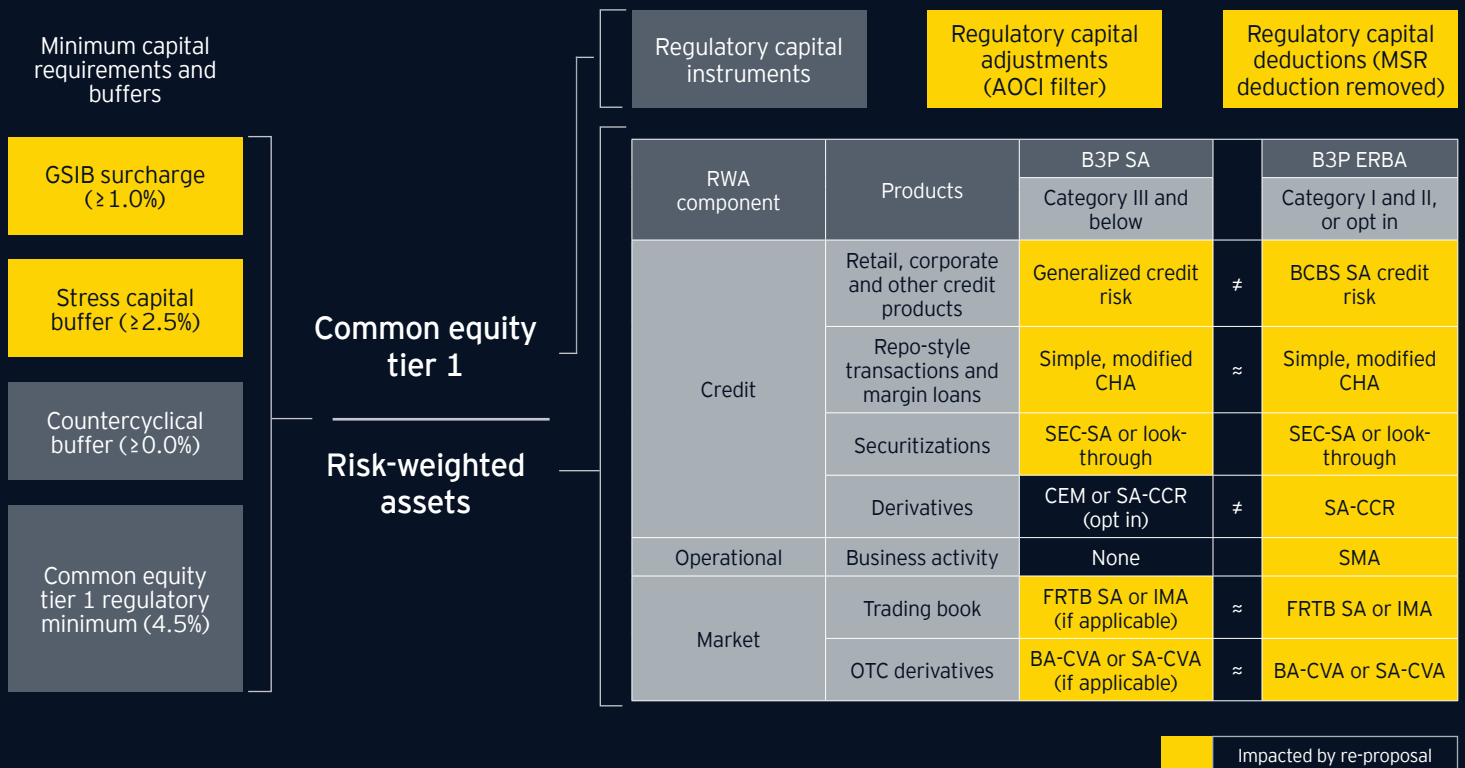 Minimum capital
requirements and
buffers
GSIB surcharge
(≥1.0%)
Stress capital
buffer (≥2.5%)
Countercyclical
buffer (≥0.0%)
Common equity
tier 1 regulatory
minimum (4.5%)
Common equity
tier 1
Risk-weighted
assets
Regulatory capital
instruments
Regulatory capital
adjustments
(AOCI filter)
Regulatory capital
deductions (MSR
deduction removed)
RWA
component
Products
B3P SA
B3P ERBA
Category III and
below
Category I and II,
or opt in
Credit
Retail, corporate
and other credit
products
Generalized credit
risk
≠
BCBS SA credit
risk
Repo-style
transactions and
margin loans
Simple, modified
CHA
≈
Simple, modified
CHA
Securitizations
SEC-SA or look-
through
SEC-SA or look-
through
Derivatives
CEM or SA-CCR
(opt in)
≠
SA-CCR
Operational
Business activity
None
SMA
Market
Trading book
FRTB SA or IMA
(if applicable)
≈
FRTB SA or IMA
OTC derivatives
BA-CVA or SA-CVA
(if applicable)
≈
BA-CVA or SA-CVA
Impacted by re-proposal